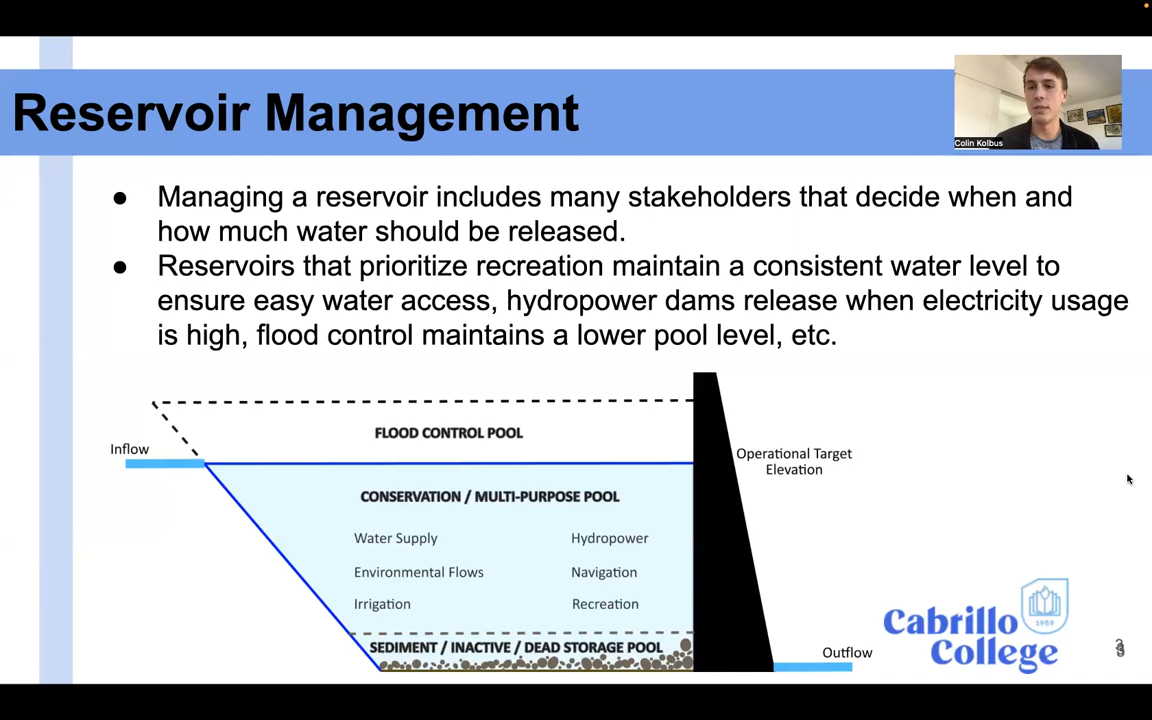 Reservoir Management
Colin Kolbus
● Managing a reservoir includes many stakeholders that decide when and
how much water should be released.
● Reservoirs that prioritize recreation maintain a consistent water level to
ensure easy water access, hydropower dams release when electricity usage
is high, flood control maintains a lower pool level, etc.
FLOOD CONTROL POOL
Inflow
Operational Target
Elevation
CONSERVATION / MULTI-PURPOSE POOL
Water Supply
Hydropower
Environmental Flows
Navigation
Irrigation
Recreation
SEDIMENT / INACTIVE / DEAD STORAGE POOL
Outflow
Cabrillo
College
1959